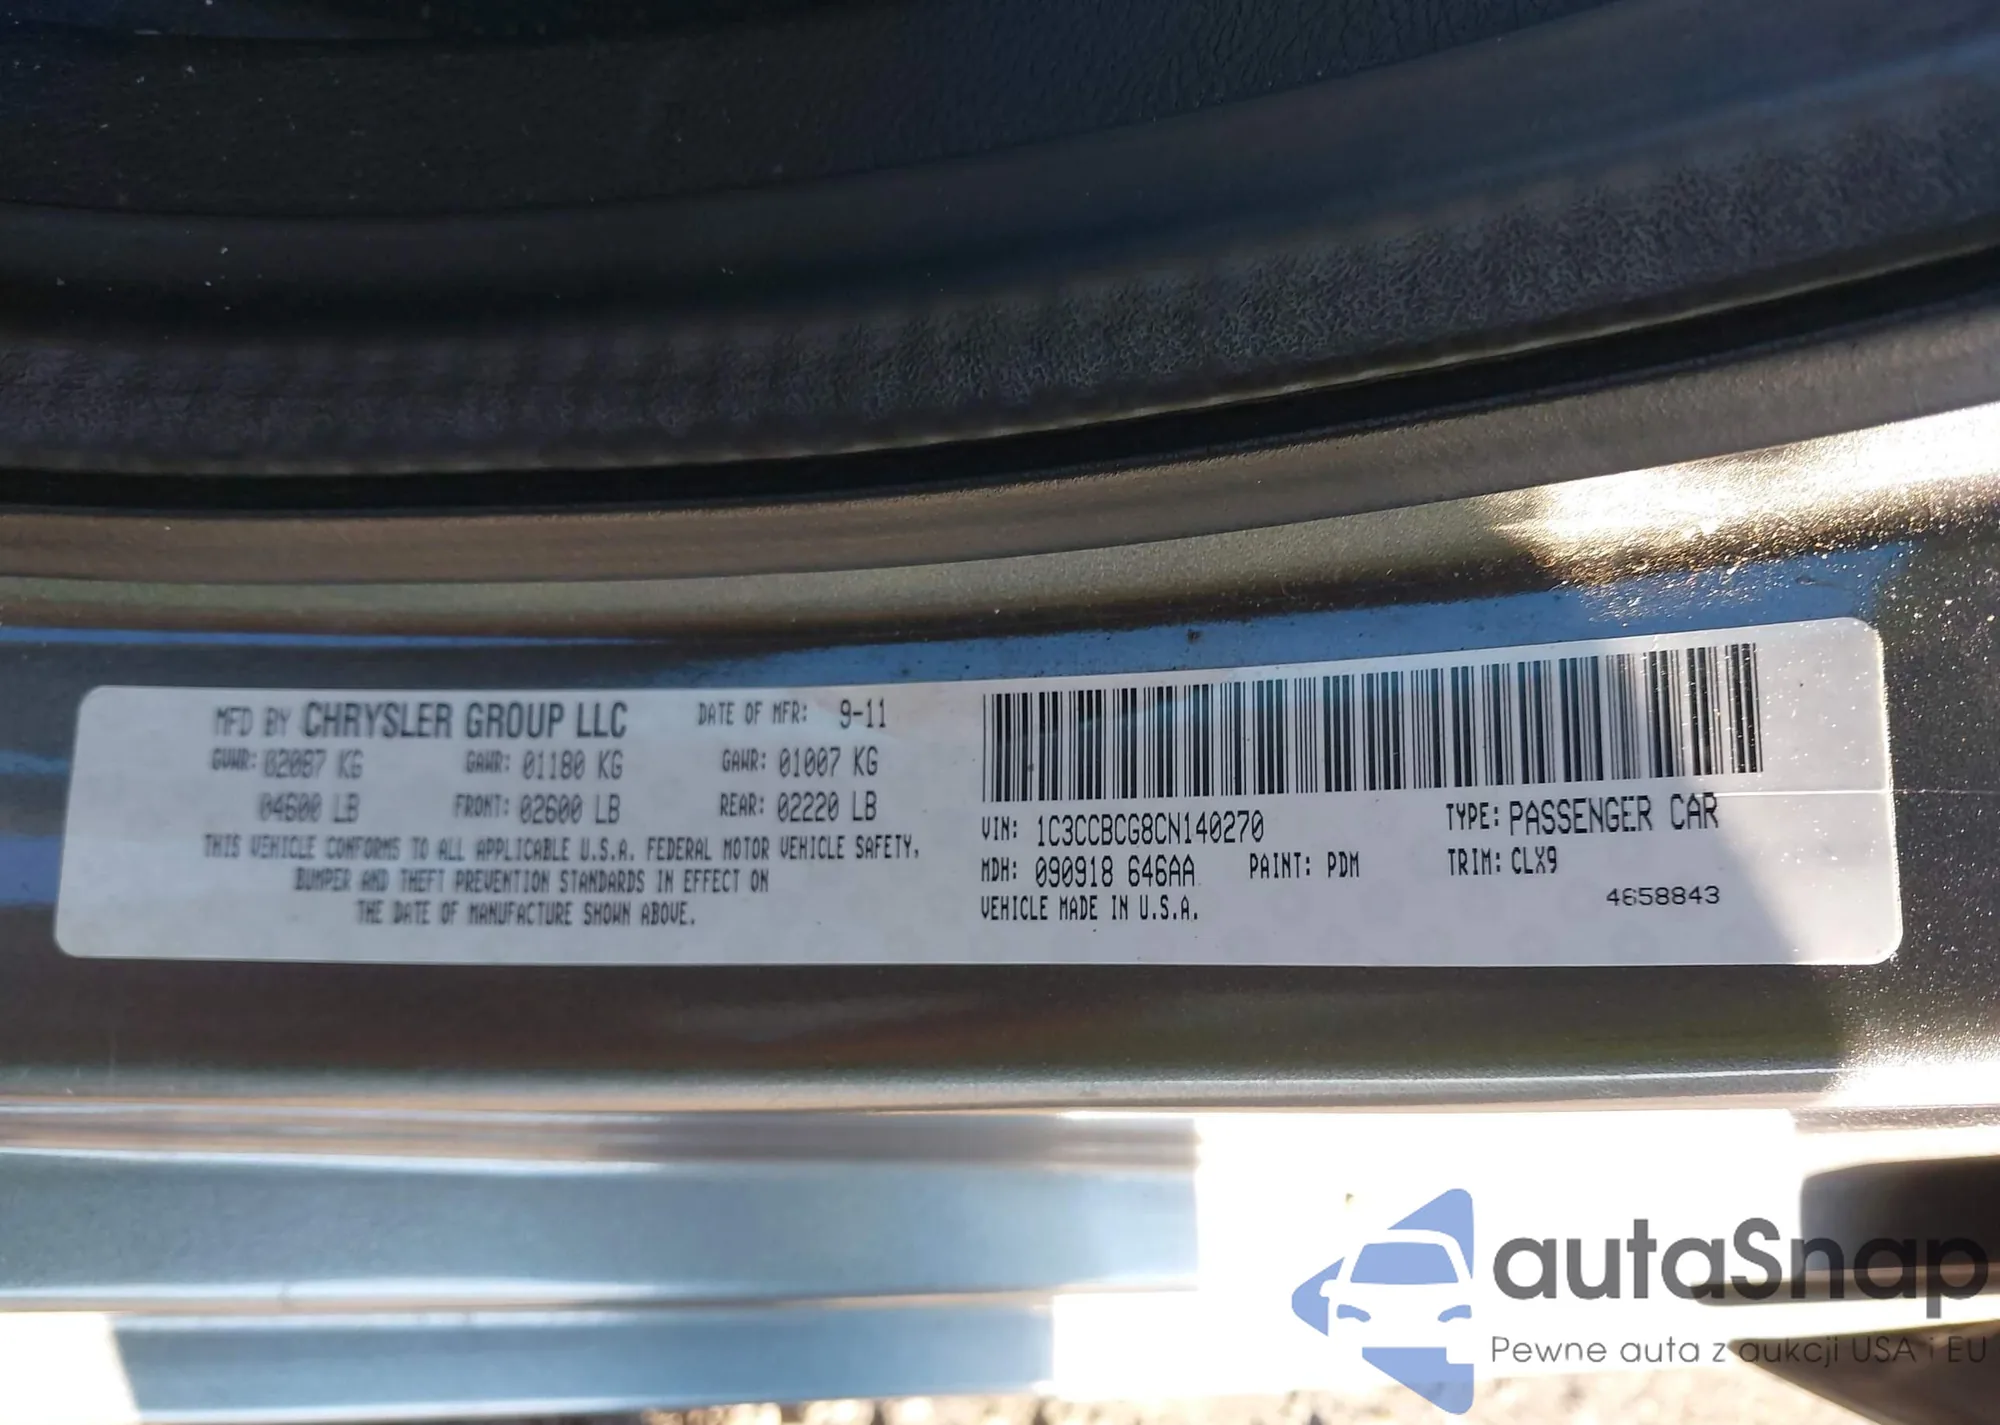 MFD BY CHRYSLER GROUP LLC DATE OF MFR: 9-11
GVWR: 02087 KG GAWR: 01180 KG GAWR: 01007 KG
04600 LB FRONT: 02600 LB REAR: 02220 LB
THIS VEHICLE CONFORMS TO ALL APPLICABLE U.S.A. FEDERAL MOTOR VEHICLE SAFETY,
BUMPER AND THEFT PREVENTION STANDARDS IN EFFECT ON
THE DATE OF MANUFACTURE SHOWN ABOVE.
VIN: 1C3CCBCG8CN140270 TYPE: PASSENGER CAR
MDH: 090918 646AA PAINT: PDM TRIM: CLX9
VEHICLE MADE IN U.S.A. 4658843
autaSnap
Pewne auta z aukcji USA i EU